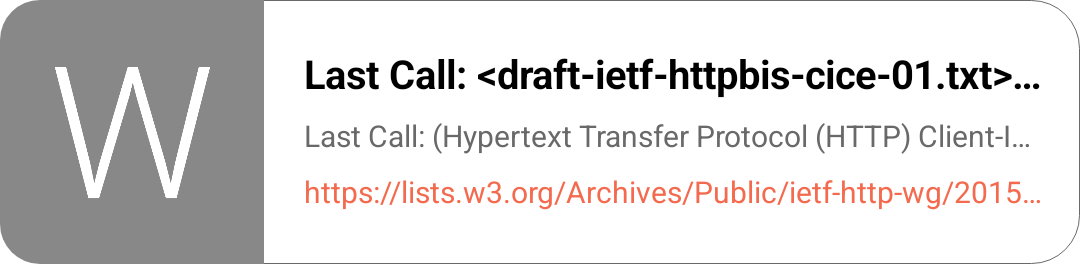 W
Last Call: <draft-ietf-httpbis-cice-01.txt>...
Last Call: (Hypertext Transfer Protocol (HTTP) Client-I...
https://lists.w3.org/Archives/Public/ietf-http-wg/2015...